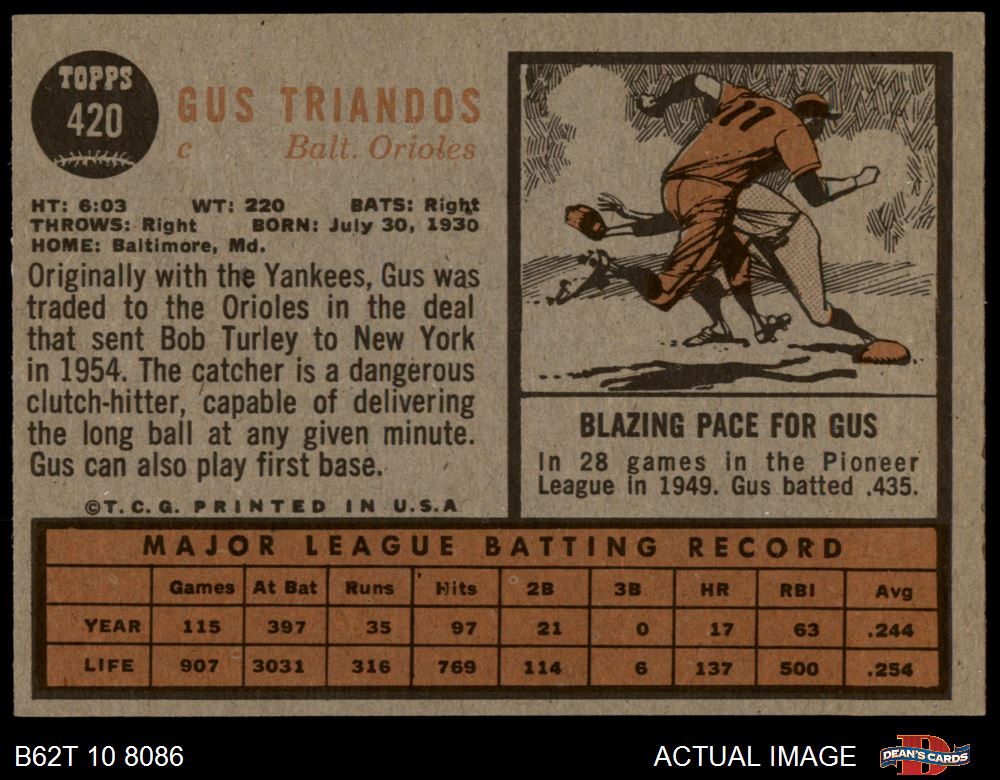 TOPPS
420
GUS TRIANDOS
c Balt. Orioles
HT: 6:03 WT: 220 BATS: Right
THROWS: Right BORN: July 30, 1930
HOME: Baltimore, Md.
Originally with the Yankees, Gus was
traded to the Orioles in the deal
that sent Bob Turley to New York
in 1954. The catcher is a dangerous
clutch-hitter, capable of delivering
the long ball at any given minute.
Gus can also play first base.
©T.C.G. PRINTED IN U.S.A
11
BLAZING PACE FOR GUS
In 28 games in the Pioneer
League in 1949. Gus batted .435.
MAJOR LEAGUE BATTING RECORD
Games At Bat Runs Hits 2B 3B HR RBI Avg
YEAR 115 397 35 97 21 0 17 63 .244
LIFE 907 3031 316 769 114 6 137 500 .254
B62T 10 8086 ACTUAL IMAGE
D
DEAN'S CARDS